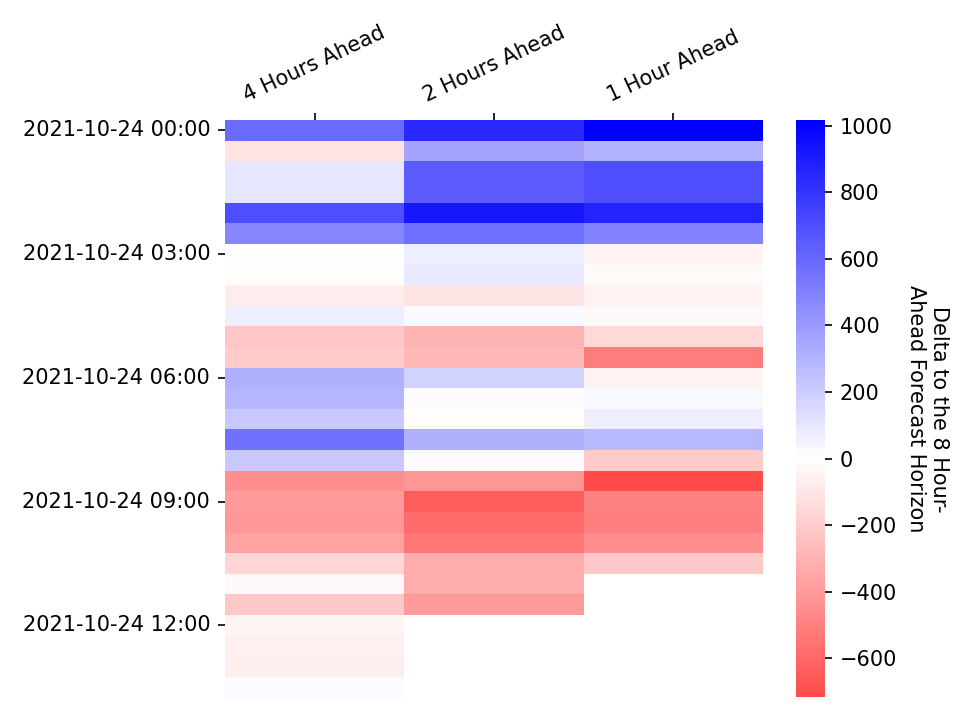 4 Hours Ahead
2 Hours Ahead
1 Hour Ahead
2021-10-24 00:00
2021-10-24 03:00
2021-10-24 06:00
2021-10-24 09:00
2021-10-24 12:00
1000
800
600
400
200
0
−200
−400
−600
Delta to the 8 Hour-
Ahead Forecast Horizon